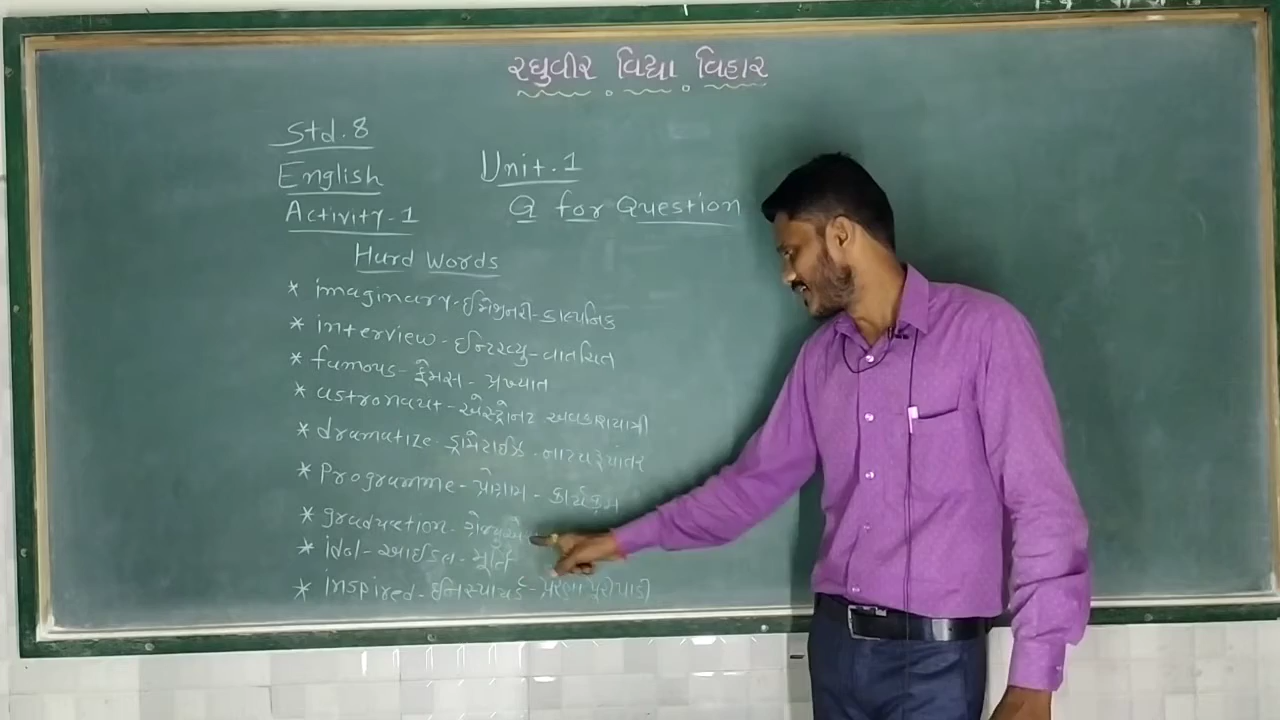 રઘુવીર વિદ્યા વિહાર
Std. 8
English
Unit. 1
Activity - 1
Q for Question
Hard Words
* imaginary - ઈમેજીનરી - કાલ્પનિક
* interview - ઈન્ટરવ્યુ - વાતચિત
* famous - ફેમસ - પ્રખ્યાત
* astronaut - એસ્ટ્રોનટ અવકાશયાત્રી
* dramatize - ડ્રામેટાઈઝ - નાટ્યરૂપાંતર
* Programme - પ્રોગ્રામ - કાર્યક્રમ
* graduation -
* idol - આઈડલ - મૂર્તિ
* inspired - ઈનિસ્પાયર્ડ - પ્રેરણા પૂરી પાડી